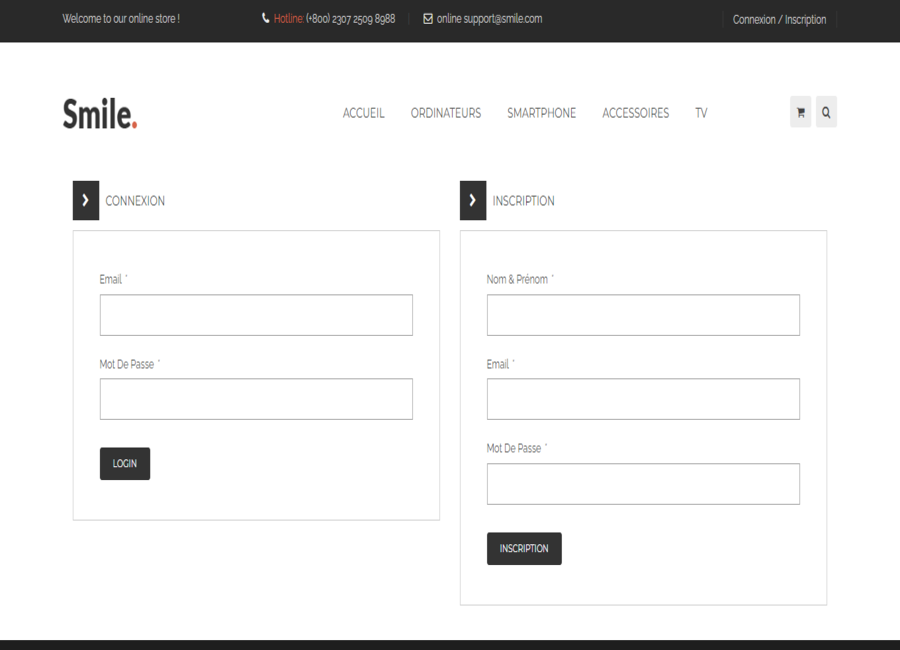 Welcome to our online store ! Hotline: (+800) 2307 2509 8988 online support@smile.com Connexion / Inscription
Smile. ACCUEIL ORDINATEURS SMARTPHONE ACCESSOIRES TV
CONNEXION
Email *
Mot De Passe *
LOGIN
INSCRIPTION
Nom & Prénom *
Email *
Mot De Passe *
INSCRIPTION